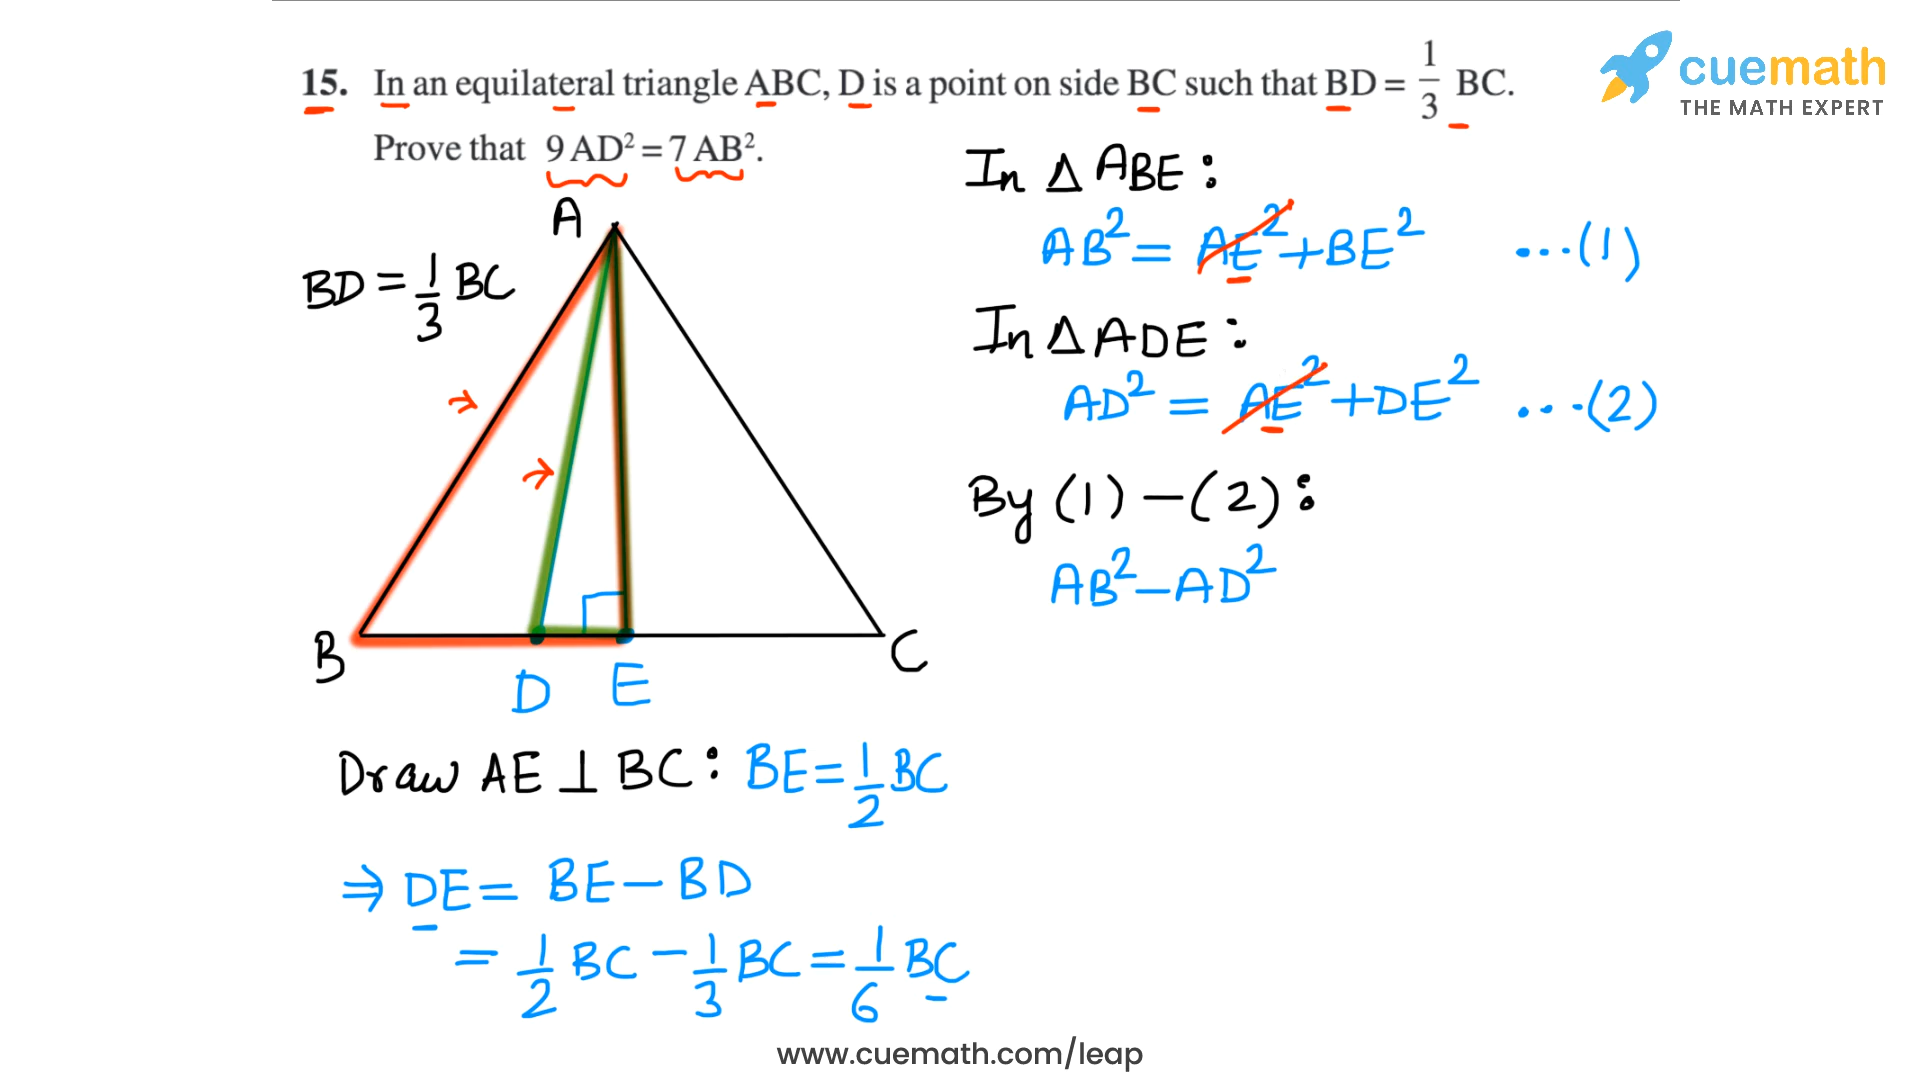 15. In an equilateral triangle ABC, D is a point on side BC such that BD = 1/3 BC.
Prove that 9 AD² = 7 AB².
cuemath
THE MATH EXPERT
A
BD = 1/3 BC
B
D
E
C
Draw AE ⊥ BC : BE = 1/2 BC
⇒ DE = BE − BD
= 1/2 BC − 1/3 BC = 1/6 BC
In △ ABE :
AB² = AE² + BE² ...(1)
In △ ADE :
AD² = AE² + DE² ...(2)
By (1) − (2) :
AB² − AD²
www.cuemath.com/leap